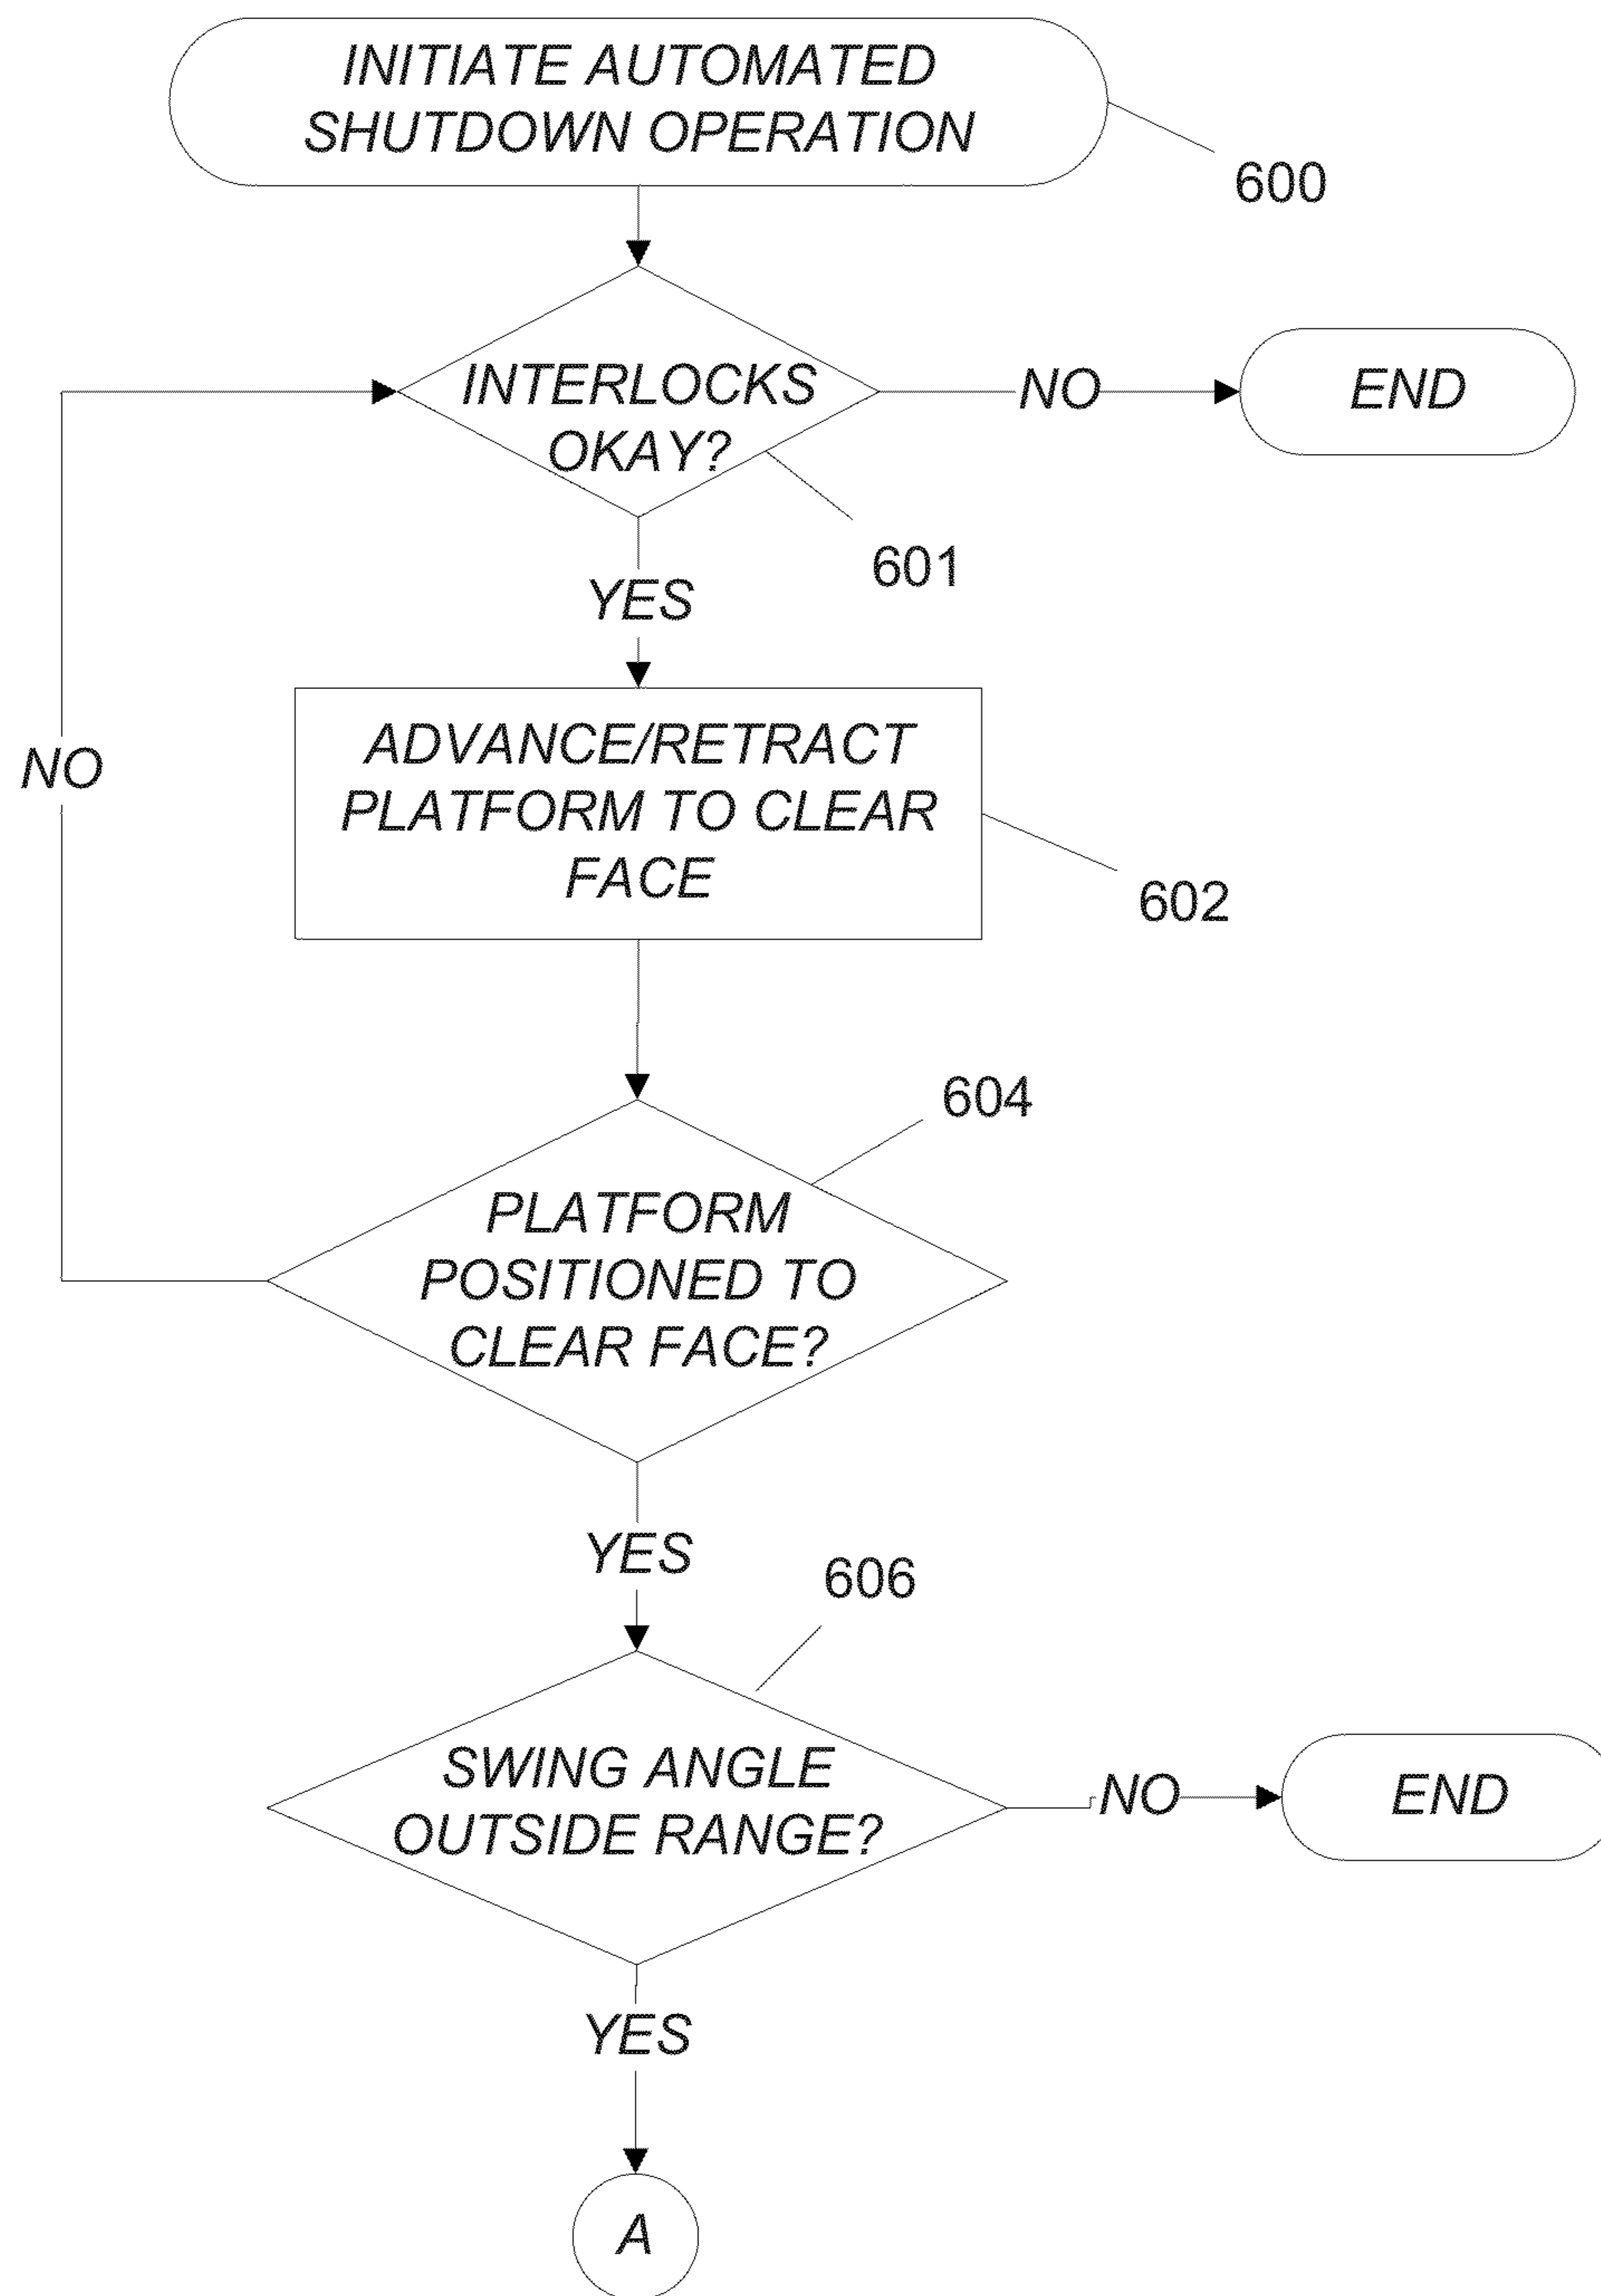 INITIATE AUTOMATED
SHUTDOWN OPERATION
600
INTERLOCKS
OKAY?
NO
END
601
YES
NO
ADVANCE/RETRACT
PLATFORM TO CLEAR
FACE
602
604
PLATFORM
POSITIONED TO
CLEAR FACE?
YES
606
SWING ANGLE
OUTSIDE RANGE?
NO
END
YES
A